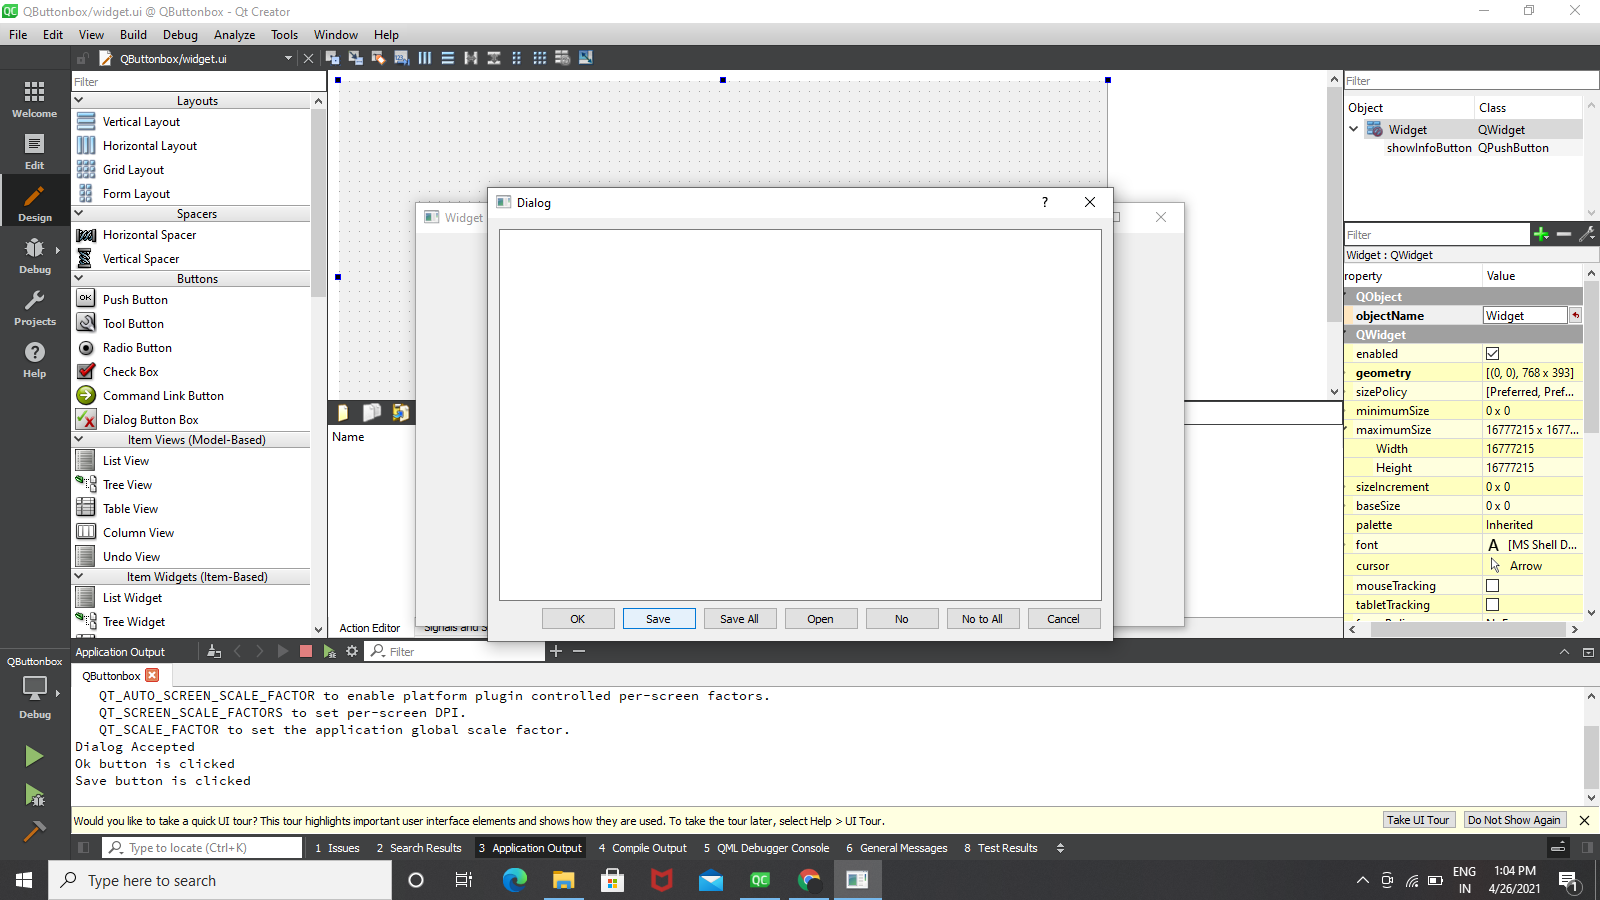 QButtonbox/widget.ui @ QButtonbox - Qt Creator
File Edit View Build Debug Analyze Tools Window Help
QButtonbox/widget.ui
Welcome
Edit
Design
Debug
Projects
Help
Filter
Layouts
Vertical Layout
Horizontal Layout
Grid Layout
Form Layout
Spacers
Horizontal Spacer
Vertical Spacer
Buttons
Push Button
Tool Button
Radio Button
Check Box
Command Link Button
Dialog Button Box
Item Views (Model-Based)
List View
Tree View
Table View
Column View
Undo View
Item Widgets (Item-Based)
List Widget
Tree Widget
Widget
Dialog
?
OK Save Save All Open No No to All Cancel
Name
Action Editor Signals and S
Filter
Object Class
Widget QWidget
showInfoButton QPushButton
Filter
Widget : QWidget
roperty Value
QObject
objectName Widget
QWidget
enabled
geometry [(0, 0), 768 x 393]
sizePolicy [Preferred, Pref...
minimumSize 0 x 0
maximumSize 16777215 x 1677...
Width 16777215
Height 16777215
sizeIncrement 0 x 0
baseSize 0 x 0
palette Inherited
font A [MS Shell D...
cursor Arrow
mouseTracking
tabletTracking
QButtonbox
Debug
Application Output Filter
QButtonbox
QT_AUTO_SCREEN_SCALE_FACTOR to enable platform plugin controlled per-screen factors.
QT_SCREEN_SCALE_FACTORS to set per-screen DPI.
QT_SCALE_FACTOR to set the application global scale factor.
Dialog Accepted
Ok button is clicked
Save button is clicked
Would you like to take a quick UI tour? This tour highlights important user interface elements and shows how they are used. To take the tour later, select Help > UI Tour. Take UI Tour Do Not Show Again
Type to locate (Ctrl+K) 1 Issues 2 Search Results 3 Application Output 4 Compile Output 5 QML Debugger Console 6 General Messages 8 Test Results
Type here to search
ENG
IN
1:04 PM
4/26/2021
1